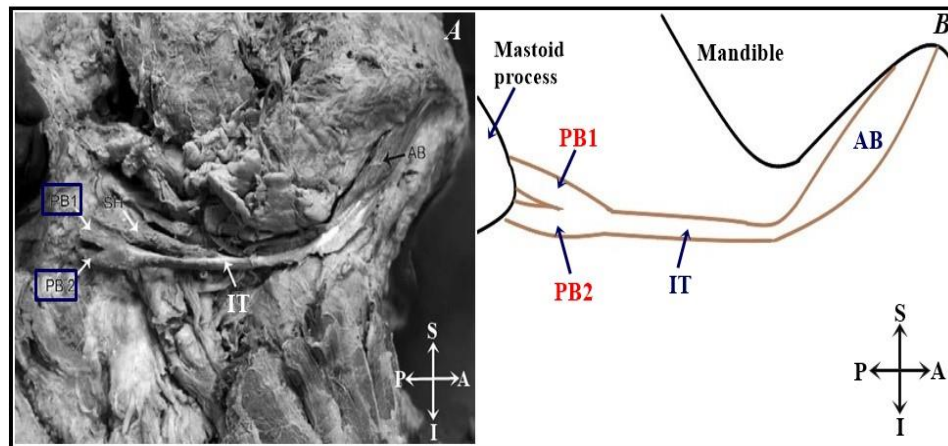 A
PB1
SH
AB
PB 2
IT
S
P A
I
B
Mastoid
process
Mandible
PB1
AB
PB2
IT
S
P A
I